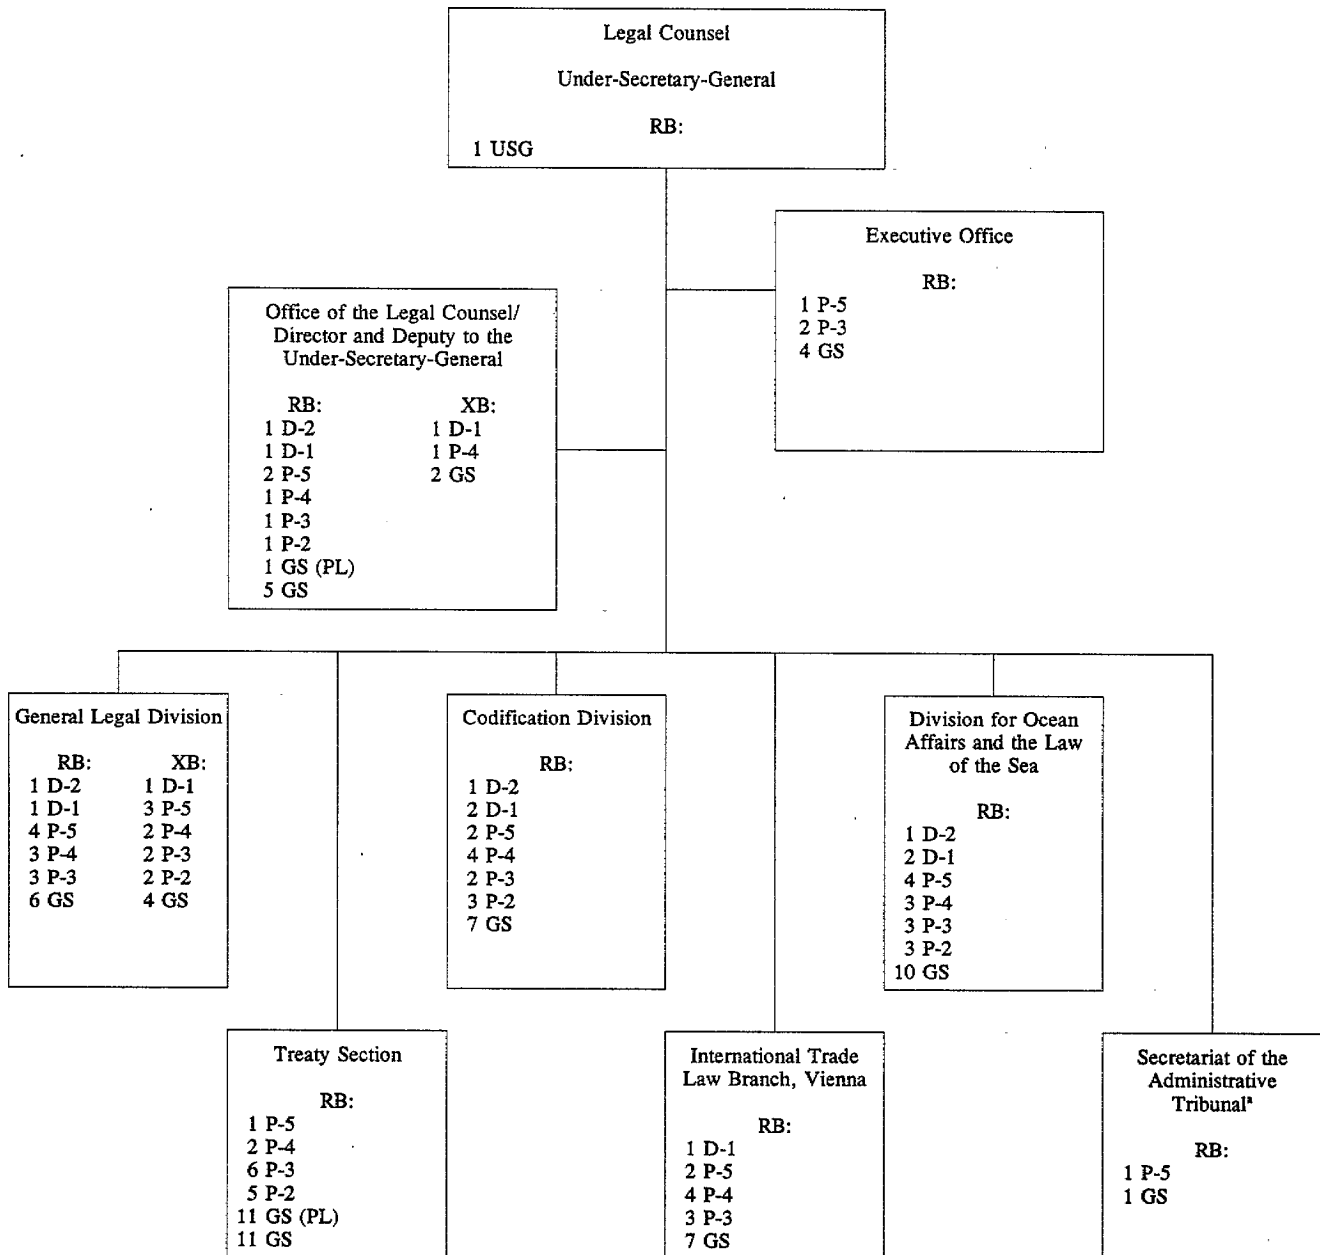 Legal Counsel
Under-Secretary-General
RB:
1 USG
Executive Office
RB:
1 P-5
2 P-3
4 GS
Office of the Legal Counsel/
Director and Deputy to the
Under-Secretary-General
RB: XB:
1 D-2 1 D-1
1 D-1 1 P-4
2 P-5 2 GS
1 P-4
1 P-3
1 P-2
1 GS (PL)
5 GS
General Legal Division
RB: XB:
1 D-2 1 D-1
1 D-1 3 P-5
4 P-5 2 P-4
3 P-4 2 P-3
3 P-3 2 P-2
6 GS 4 GS
Codification Division
RB:
1 D-2
2 D-1
2 P-5
4 P-4
2 P-3
3 P-2
7 GS
Division for Ocean
Affairs and the Law
of the Sea
RB:
1 D-2
2 D-1
4 P-5
3 P-4
3 P-3
3 P-2
10 GS
Treaty Section
RB:
1 P-5
2 P-4
6 P-3
5 P-2
11 GS (PL)
11 GS
International Trade
Law Branch, Vienna
RB:
1 D-1
2 P-5
4 P-4
3 P-3
7 GS
Secretariat of the
Administrative
Tribunalª
RB:
1 P-5
1 GS